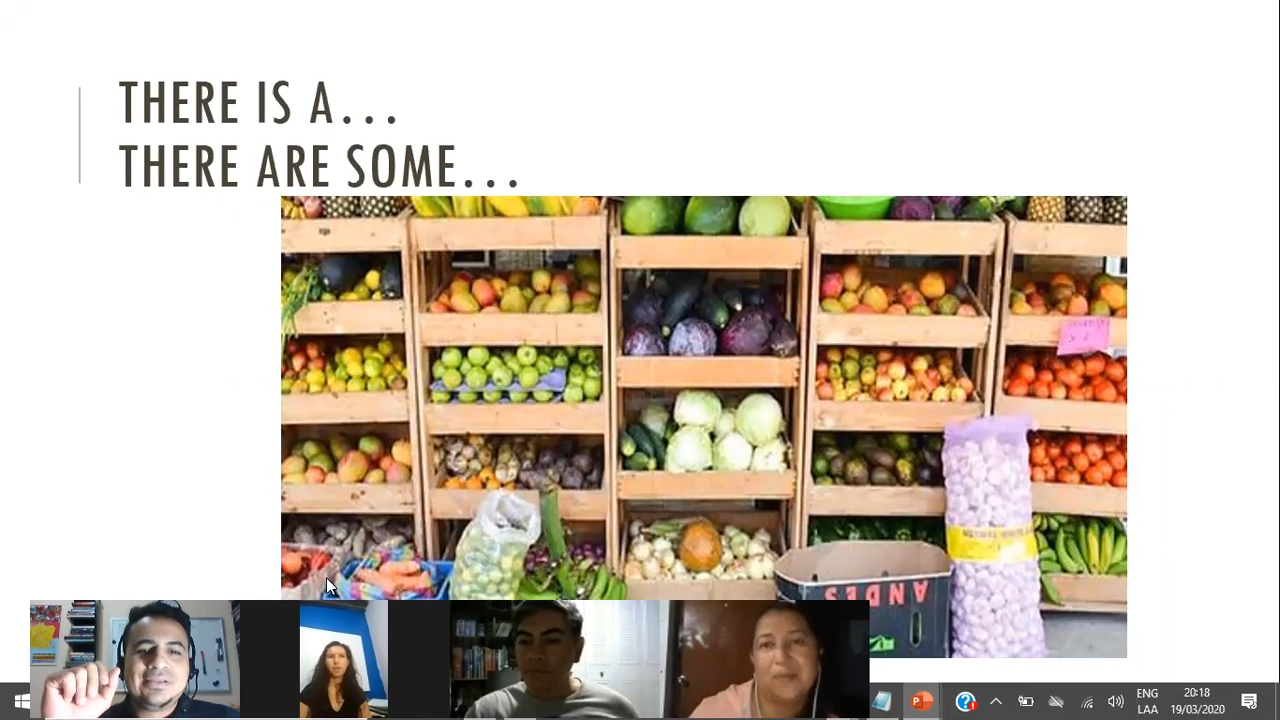 THERE IS A...
THERE ARE SOME...
ANDES
ENG
LAA
20:18
19/03/2020